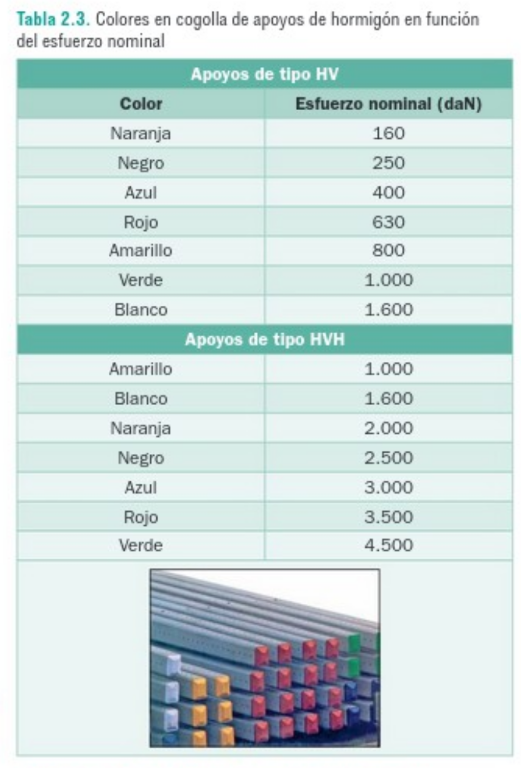 Tabla 2.3. Colores en cogolla de apoyos de hormigón en función
del esfuerzo nominal
Apoyos de tipo HV
Color Esfuerzo nominal (daN)
Naranja 160
Negro 250
Azul 400
Rojo 630
Amarillo 800
Verde 1.000
Blanco 1.600
Apoyos de tipo HVH
Amarillo 1.000
Blanco 1.600
Naranja 2.000
Negro 2.500
Azul 3.000
Rojo 3.500
Verde 4.500